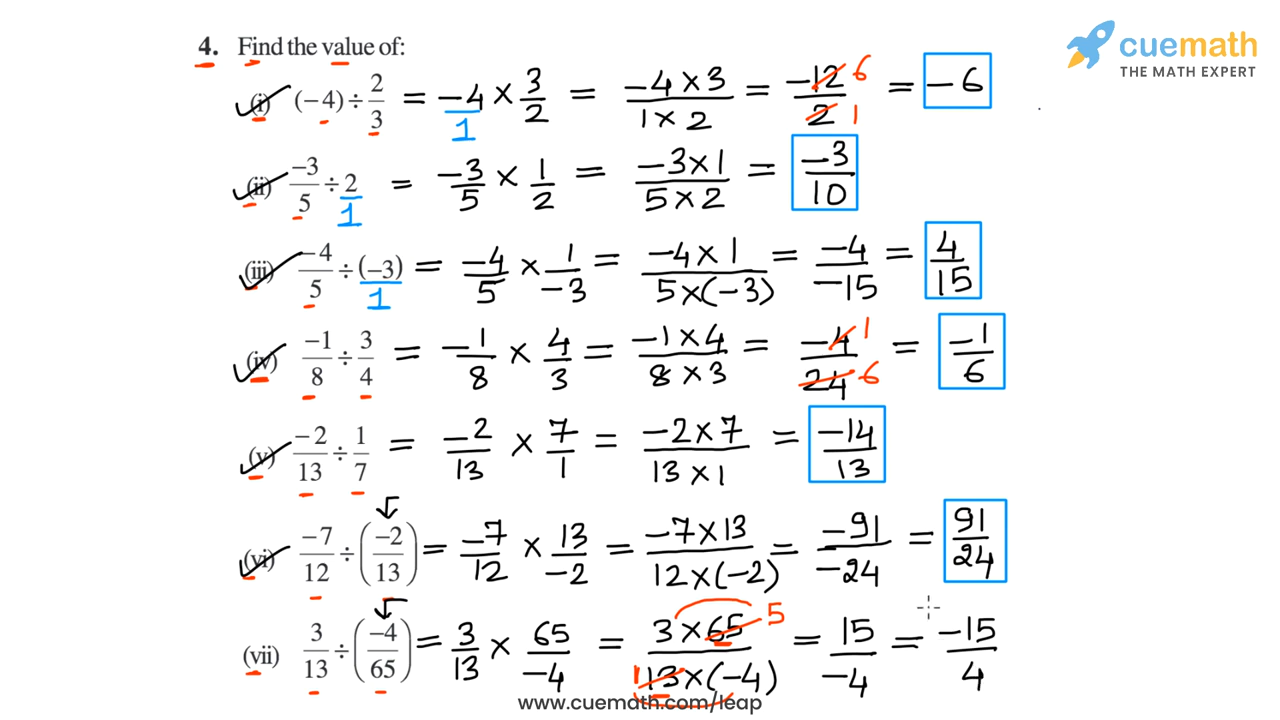 4. Find the value of:
cuemath
THE MATH EXPERT
(i) (−4) ÷ 2/3 = −4/1 × 3/2 = −4 × 3 / 1 × 2 = −12/2 6 1 = −6
(ii) −3/5 ÷ 2/1 = −3/5 × 1/2 = −3 × 1 / 5 × 2 = −3/10
(iii) −4/5 ÷ (−3)/1 = −4/5 × 1/−3 = −4 × 1 / 5 × (−3) = −4/−15 = 4/15
(iv) −1/8 ÷ 3/4 = −1/8 × 4/3 = −1 × 4 / 8 × 3 = −4/24 1 6 = −1/6
(v) −2/13 ÷ 1/7 = −2/13 × 7/1 = −2 × 7 / 13 × 1 = −14/13
(vi) −7/12 ÷ (−2/13) = −7/12 × 13/−2 = −7 × 13 / 12 × (−2) = −91/−24 = 91/24
(vii) 3/13 ÷ (−4/65) = 3/13 × 65/−4 = 3 × 65 5 / 1 13 × (−4) = 15/−4 = −15/4
www.cuemath.com/leap